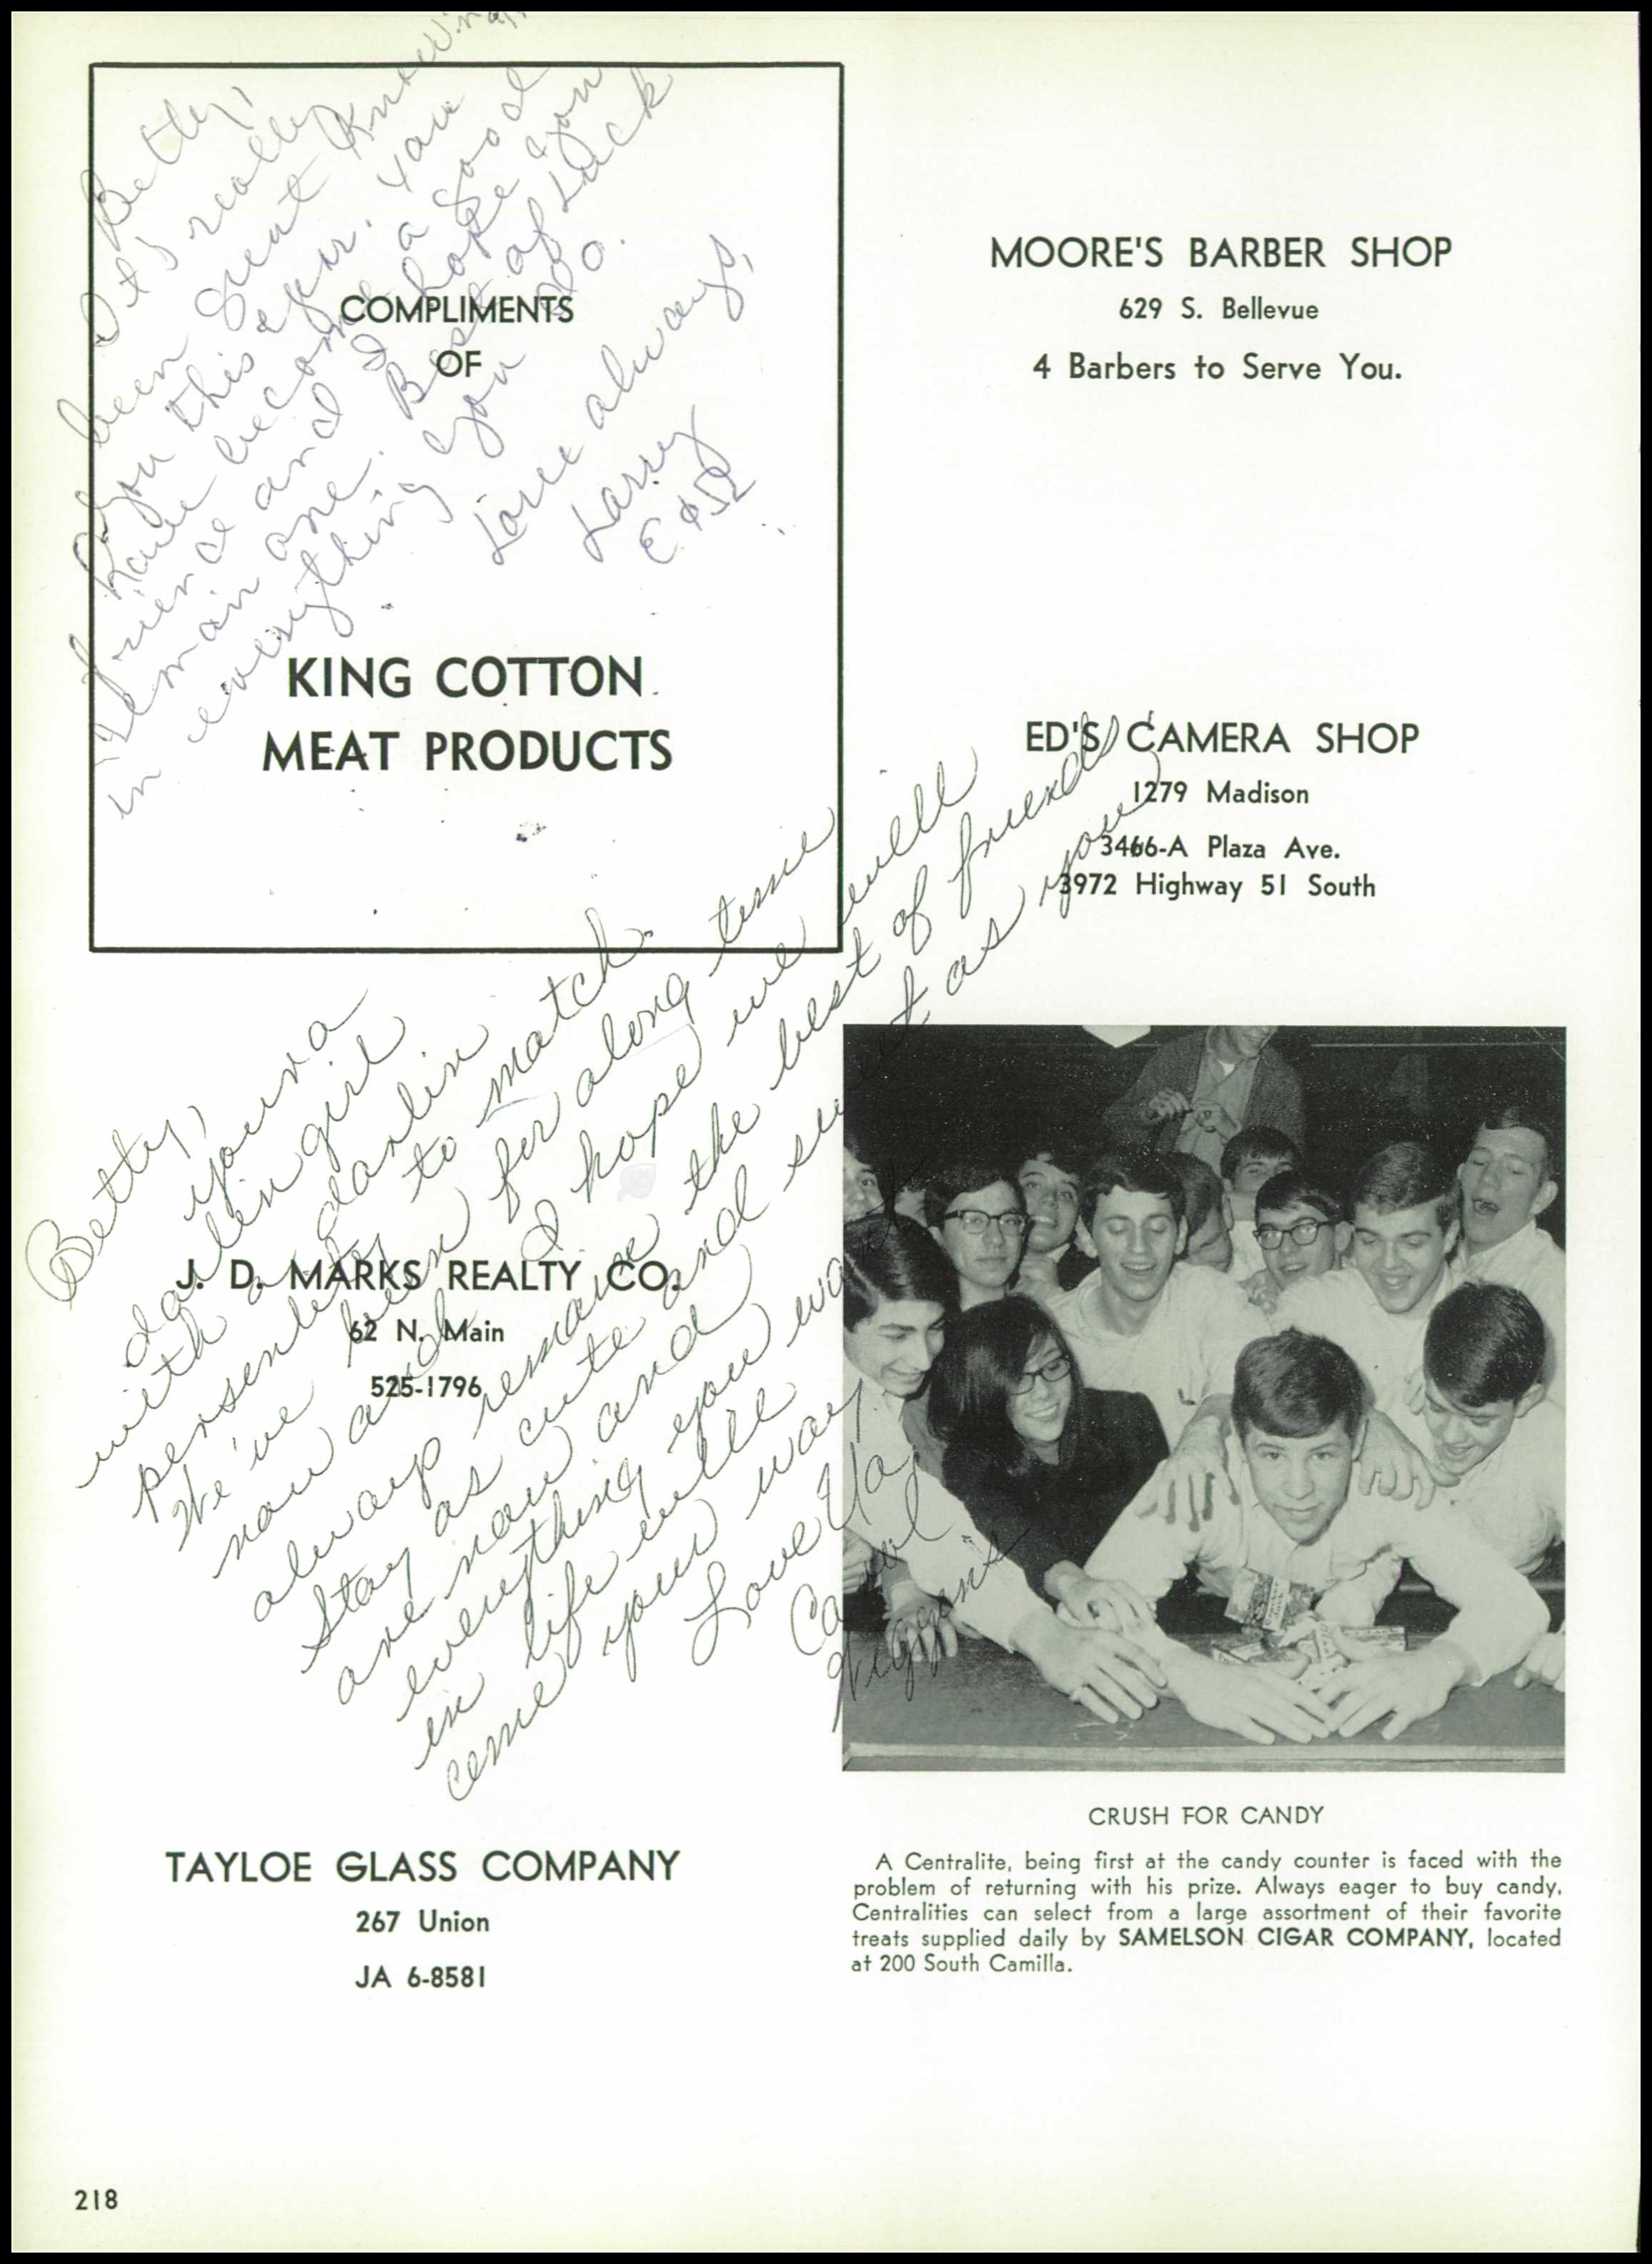 Betty,
It's really
been great knowing
you this year. You
have become a good
friend and I hope you
remain one. Best of Luck
in everything you do.
Love always,
Larry
COMPLIMENTS
OF
KING COTTON
MEAT PRODUCTS
MOORE'S BARBER SHOP
629 S. Bellevue
4 Barbers to Serve You.
ED'S CAMERA SHOP
1279 Madison
3466-A Plaza Ave.
3972 Highway 51 South
Betty,
your a
darlin girl
with a darlin
personality to match.
We've been for along time
now and I hope we will
always remain the best of friends
Stay as cute and sweet as you
are now and
everything you want
in life will
come your way
Love Ya
Carol
J. D. MARKS REALTY CO.
62 N. Main
525-1796
TAYLOE GLASS COMPANY
267 Union
JA 6-8581
CRUSH FOR CANDY
A Centralite, being first at the candy counter is faced with the
problem of returning with his prize. Always eager to buy candy,
Centralities can select from a large assortment of their favorite
treats supplied daily by SAMELSON CIGAR COMPANY, located
at 200 South Camilla.
218